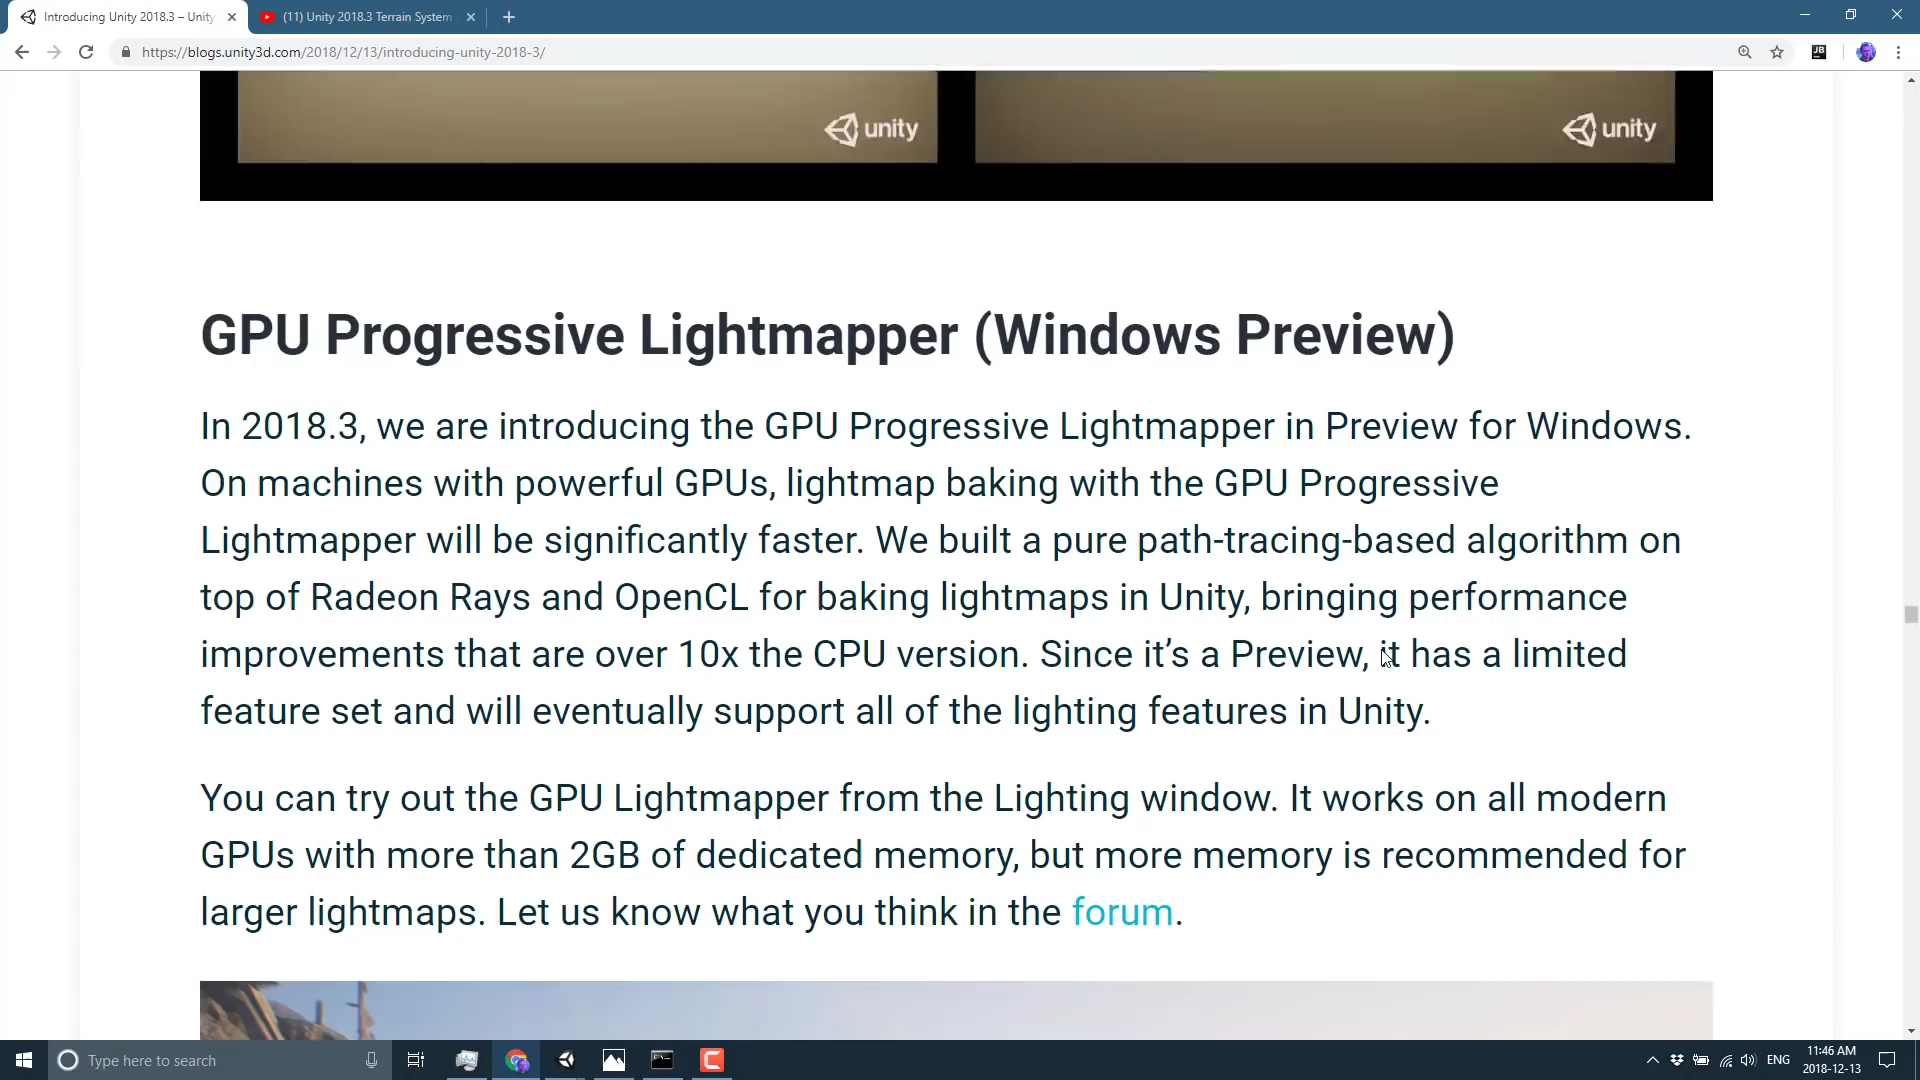 Introducing Unity 2018.3 – Unity
(11) Unity 2018.3 Terrain System
https://blogs.unity3d.com/2018/12/13/introducing-unity-2018-3/
JB
unity
unity
GPU Progressive Lightmapper (Windows Preview)
In 2018.3, we are introducing the GPU Progressive Lightmapper in Preview for Windows.
On machines with powerful GPUs, lightmap baking with the GPU Progressive
Lightmapper will be significantly faster. We built a pure path-tracing-based algorithm on
top of Radeon Rays and OpenCL for baking lightmaps in Unity, bringing performance
improvements that are over 10x the CPU version. Since it’s a Preview, it has a limited
feature set and will eventually support all of the lighting features in Unity.
You can try out the GPU Lightmapper from the Lighting window. It works on all modern
GPUs with more than 2GB of dedicated memory, but more memory is recommended for
larger lightmaps. Let us know what you think in the forum.
Type here to search
ENG
11:46 AM
2018-12-13